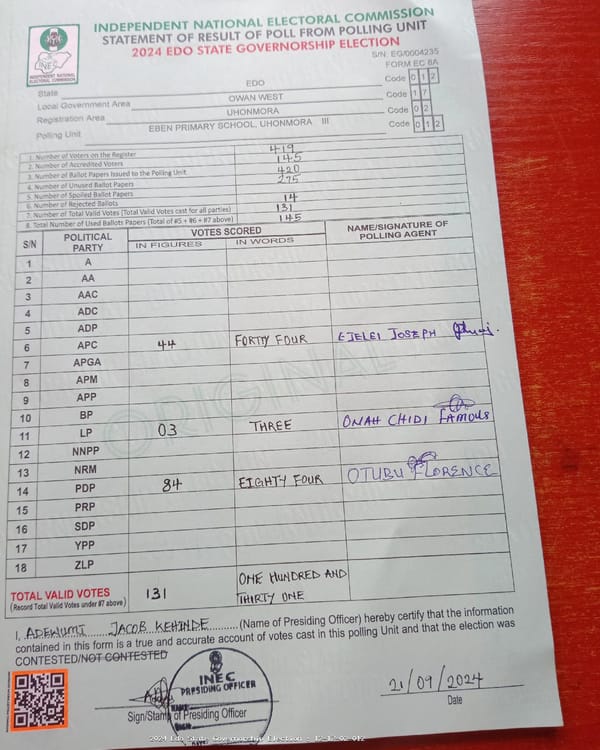 INDEPENDENT NATIONAL ELECTORAL COMMISSION
STATEMENT OF RESULT OF POLL FROM POLLING UNIT
2024 EDO STATE GOVERNORSHIP ELECTION
INEC
INDEPENDENT NATIONAL ELECTORAL COMMISSION
S/N: EG/0004235
FORM EC 8A
State EDO Code 0 1 2
Local Government Area OWAN WEST Code 1 7
Registration Area UHONMORA Code 0 2
Polling Unit EBEN PRIMARY SCHOOL, UHONMORA III Code 0 1 2
1. Number of Voters on the Register 419
2. Number of Accredited Voters 145
3. Number of Ballot Papers Issued to the Polling Unit 420
4. Number of Unused Ballot Papers 275
5. Number of Spoiled Ballot Papers
6. Number of Rejected Ballots 14
7. Number of Total Valid Votes (Total Valid Votes cast for all parties) 131
8. Total Number of Used Ballots Papers (Total of #5 + #6 + #7 above) 145
S/N POLITICAL PARTY VOTES SCORED NAME/SIGNATURE OF POLLING AGENT
IN FIGURES IN WORDS
1 A
2 AA
3 AAC
4 ADC
5 ADP
6 APC 44 FORTY FOUR EJELEI JOSEPH
7 APGA
8 APM
9 APP
10 BP
11 LP 03 THREE ONAH CHIDI FAMOUS
12 NNPP
13 NRM
14 PDP 84 EIGHTY FOUR OTUBU FLORENCE
15 PRP
16 SDP
17 YPP
18 ZLP
ORIGINAL
TOTAL VALID VOTES 131 ONE HUNDRED AND
(Record Total Valid Votes under #7 above) THIRTY ONE
I, ADEWUMI JACOB KEHINDE (Name of Presiding Officer) hereby certify that the information
contained in this form is a true and accurate account of votes cast in this polling Unit and that the election was
CONTESTED/NOT CONTESTED
INEC
PRESIDING OFFICER
21/09/2024
Sign/Stamp of Presiding Officer Date
2024 Edo State Governorship Election - 12-17-02-012